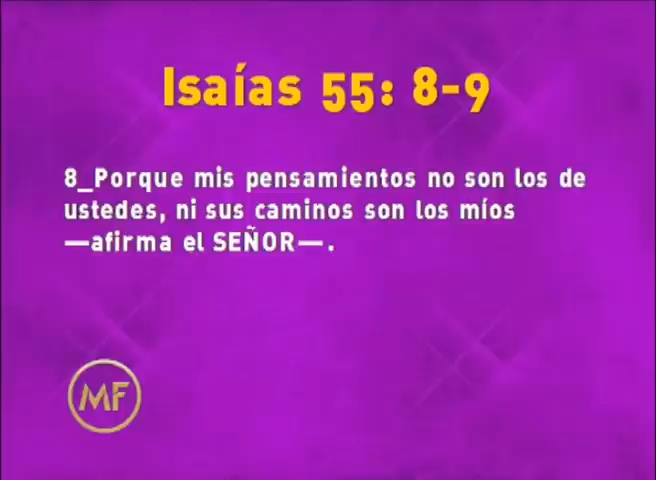 Isaías 55: 8-9
8_Porque mis pensamientos no son los de
ustedes, ni sus caminos son los míos
—afirma el SEÑOR—.
MF